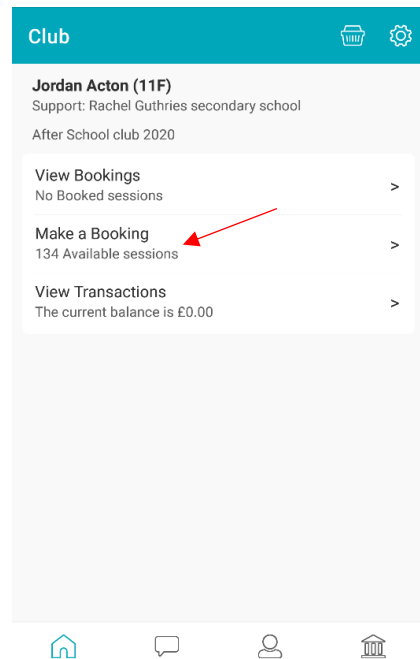 Club
Jordan Acton (11F)
Support: Rachel Guthries secondary school
After School club 2020
View Bookings
No Booked sessions
>
Make a Booking
134 Available sessions
>
View Transactions
The current balance is £0.00
>